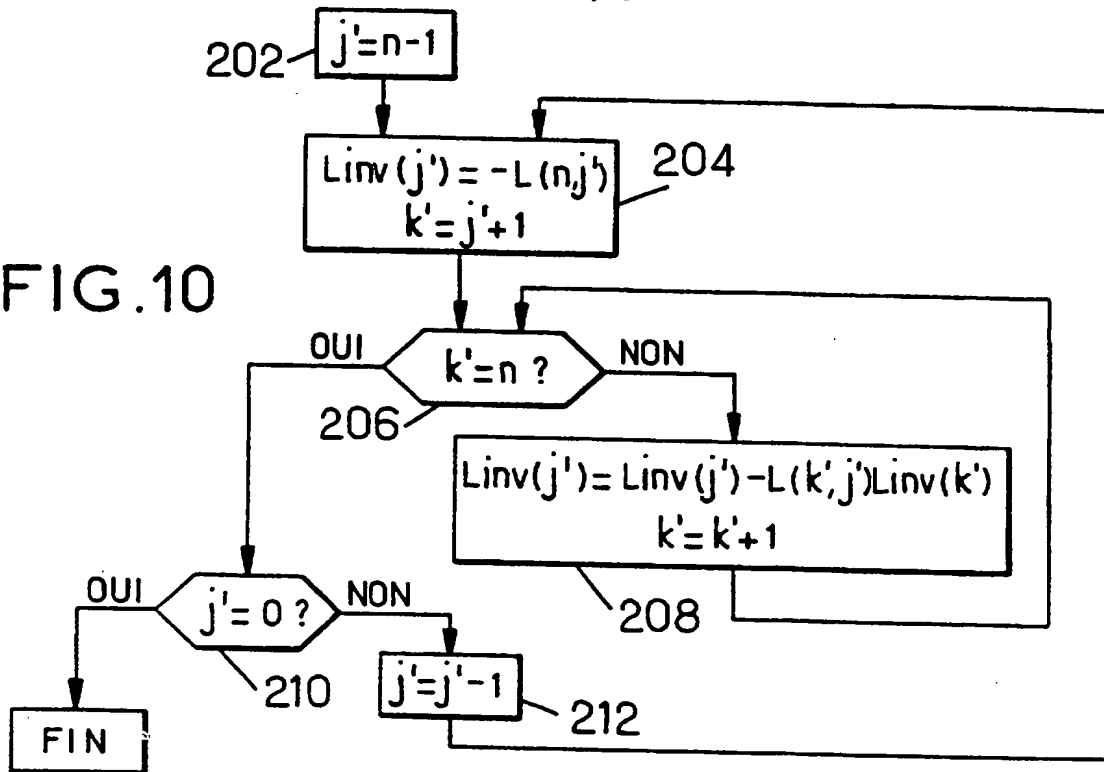 j'=n-1
202
Linv(j') = -L(n,j')
k'=j'+1
204
FIG.10
OUI
k'=n ?
NON
206
Linv(j')=Linv(j')-L(k',j')Linv(k')
k'=k'+1
208
OUI
j'=0 ?
NON
210
j'=j'-1
212
FIN